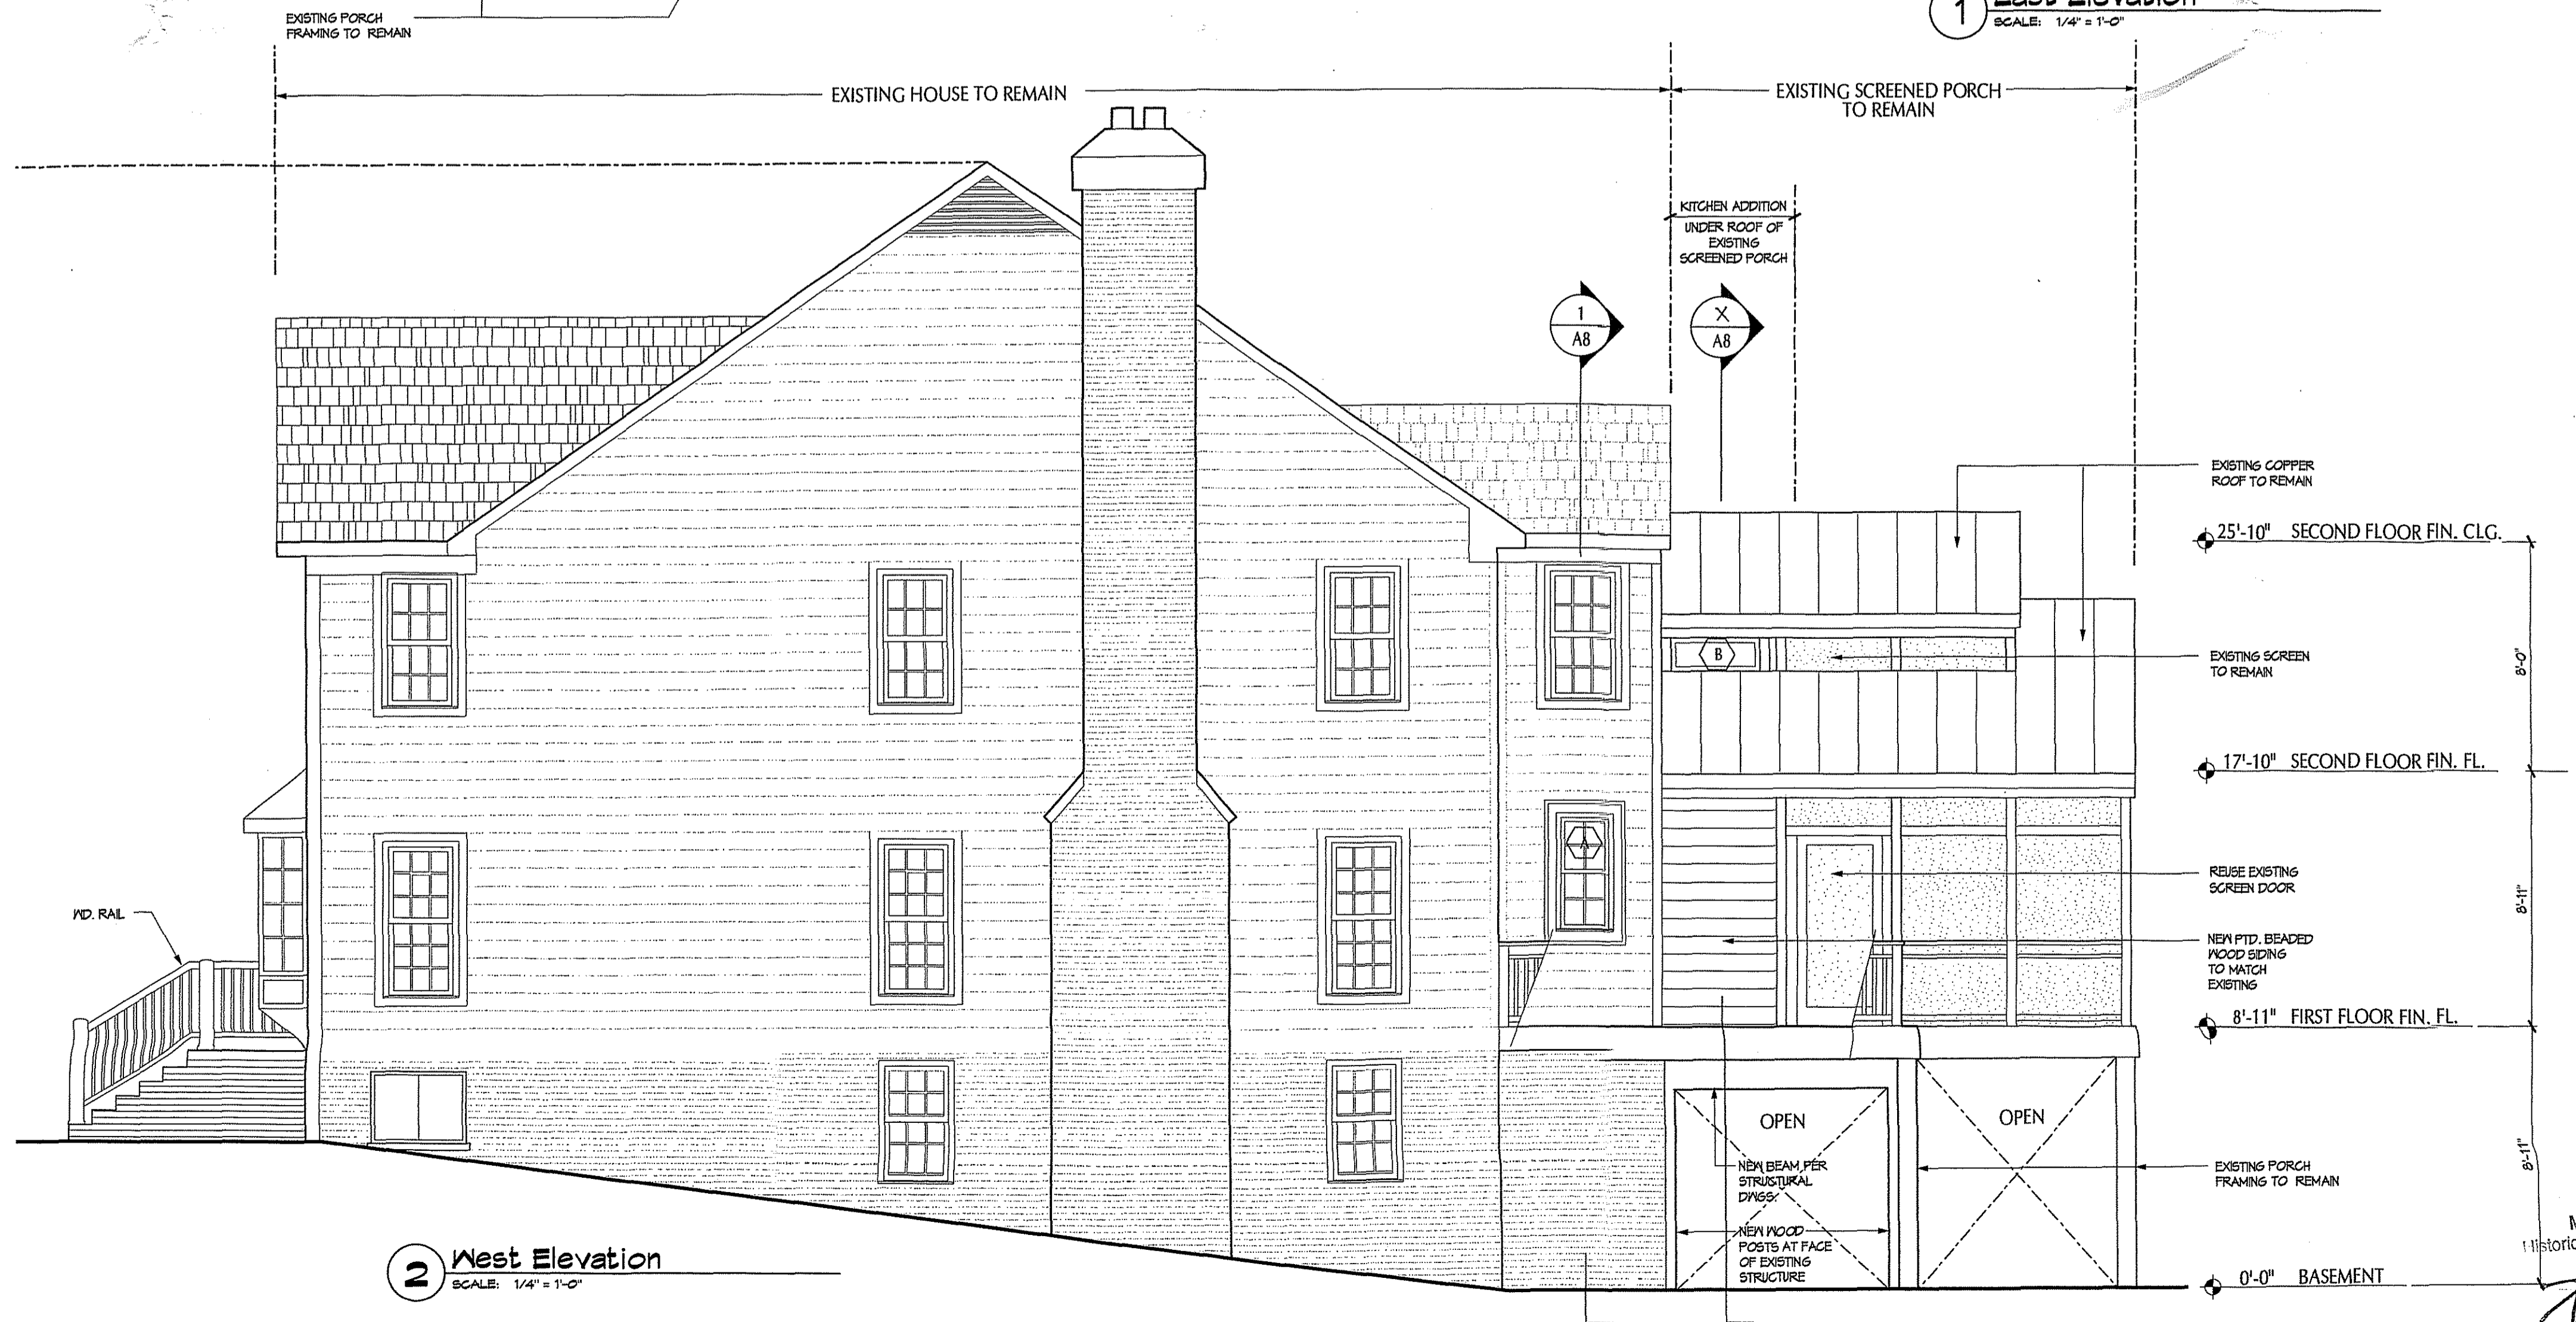 EXISTING PORCH
FRAMING TO REMAIN
1
East Elevation
SCALE: 1/4" = 1'-0"
EXISTING HOUSE TO REMAIN
EXISTING SCREENED PORCH
TO REMAIN
KITCHEN ADDITION
UNDER ROOF OF
EXISTING
SCREENED PORCH
1
A8
X
A8
EXISTING COPPER
ROOF TO REMAIN
25'-10" SECOND FLOOR FIN. CLG.
B
EXISTING SCREEN
TO REMAIN
8'-0"
17'-10" SECOND FLOOR FIN. FL.
A
REUSE EXISTING
SCREEN DOOR
8'-11"
WD. RAIL
NEW PTD. BEADED
WOOD SIDING
TO MATCH
EXISTING
8'-11" FIRST FLOOR FIN. FL.
OPEN
OPEN
NEW BEAM PER
STRUCTURAL
DWGS.
EXISTING PORCH
FRAMING TO REMAIN
8'-11"
NEW WOOD
POSTS AT FACE
OF EXISTING
STRUCTURE
2
West Elevation
SCALE: 1/4" = 1'-0"
0'-0" BASEMENT